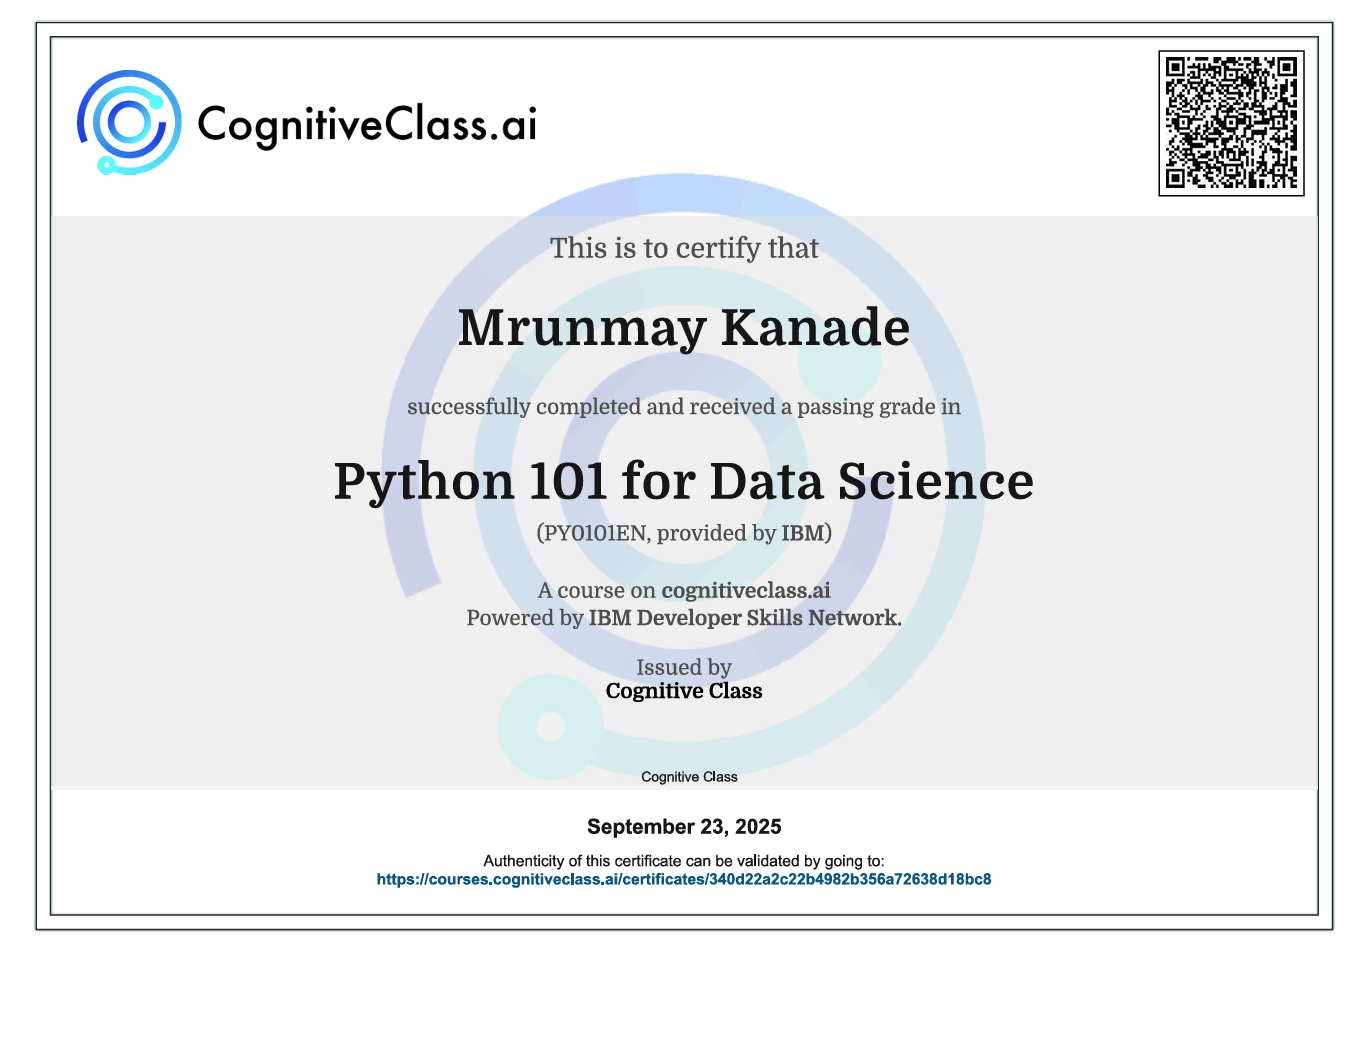 CognitiveClass.ai
This is to certify that
Mrunmay Kanade
successfully completed and received a passing grade in
Python 101 for Data Science
(PY0101EN, provided by IBM)
A course on cognitiveclass.ai
Powered by IBM Developer Skills Network.
Issued by
Cognitive Class
Cognitive Class
September 23, 2025
Authenticity of this certificate can be validated by going to:
https://courses.cognitiveclass.ai/certificates/340d22a2c22b4982b356a72638d18bc8